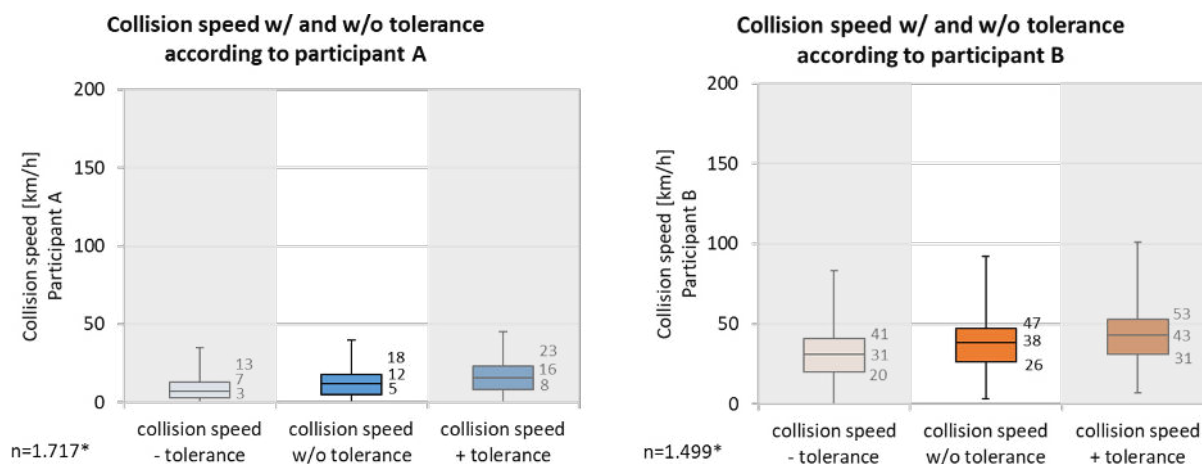 Collision speed w/ and w/o tolerance
according to participant A
Collision speed [km/h]
Participant A
200
150
100
50
0
13
7
3
18
12
5
23
16
8
collision speed
- tolerance
collision speed
w/o tolerance
collision speed
+ tolerance
n=1.717*
Collision speed w/ and w/o tolerance
according to participant B
Collision speed [km/h]
Participant B
200
150
100
50
0
41
31
20
47
38
26
53
43
31
collision speed
- tolerance
collision speed
w/o tolerance
collision speed
+ tolerance
n=1.499*